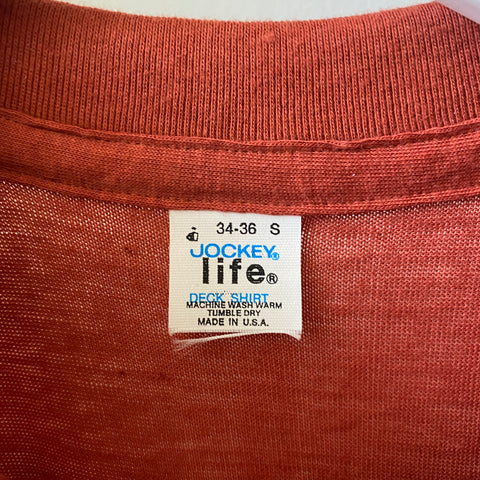 34-36 S
JOCKEY®
life®
DECK SHIRT
MACHINE WASH WARM
TUMBLE DRY
MADE IN U.S.A.